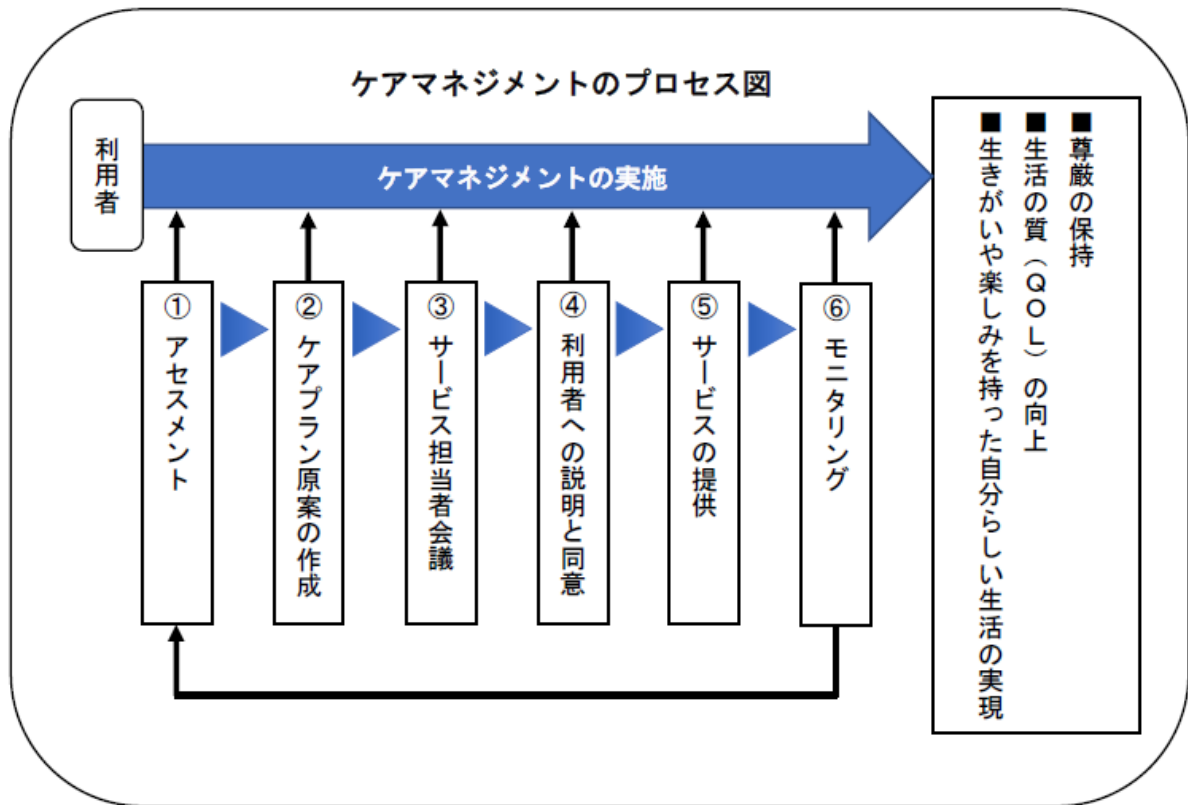 ケアマネジメントのプロセス図
利用者
ケアマネジメントの実施
① アセスメント
② ケアプラン原案の作成
③ サービス担当者会議
④ 利用者への説明と同意
⑤ サービスの提供
⑥ モニタリング
■尊厳の保持
■生活の質（QOL）の向上
■生きがいや楽しみを持った自分らしい生活の実現